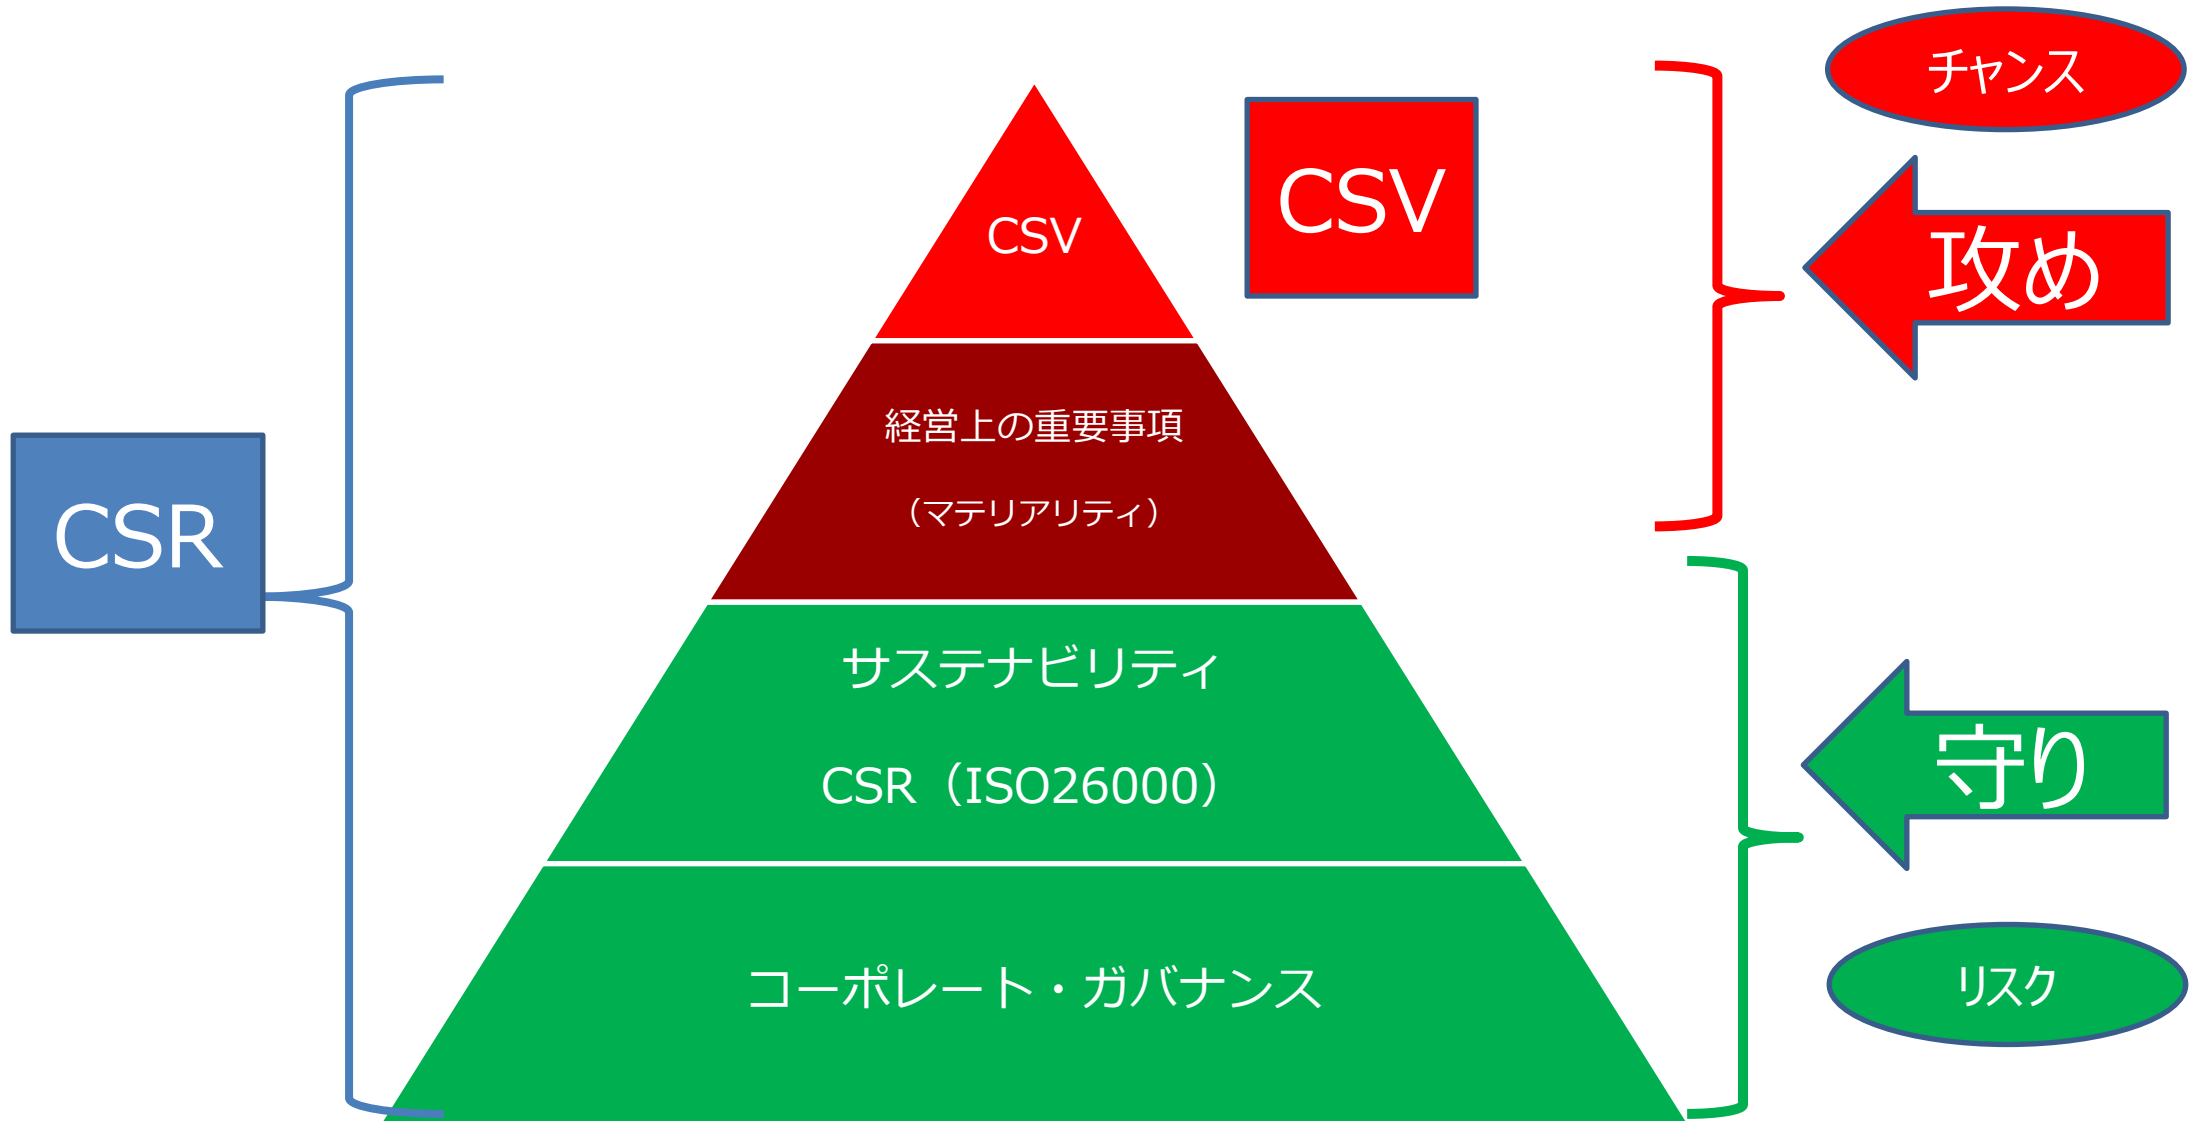 チャンス
CSV
CSV
攻め
経営上の重要事項
（マテリアリティ）
CSR
サステナビリティ
CSR（ISO26000）
守り
コーポレート・ガバナンス
リスク